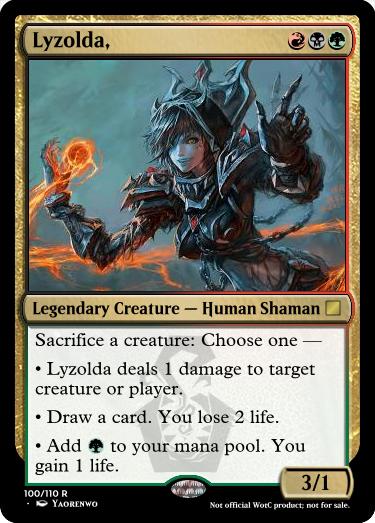 Lyzolda,
Legendary Creature — Human Shaman
Sacrifice a creature: Choose one —
• Lyzolda deals 1 damage to target
creature or player.
• Draw a card. You lose 2 life.
• Add to your mana pool. You
gain 1 life.
3/1
100/110 R
· YAORENWO
Not official WotC product; not for sale.